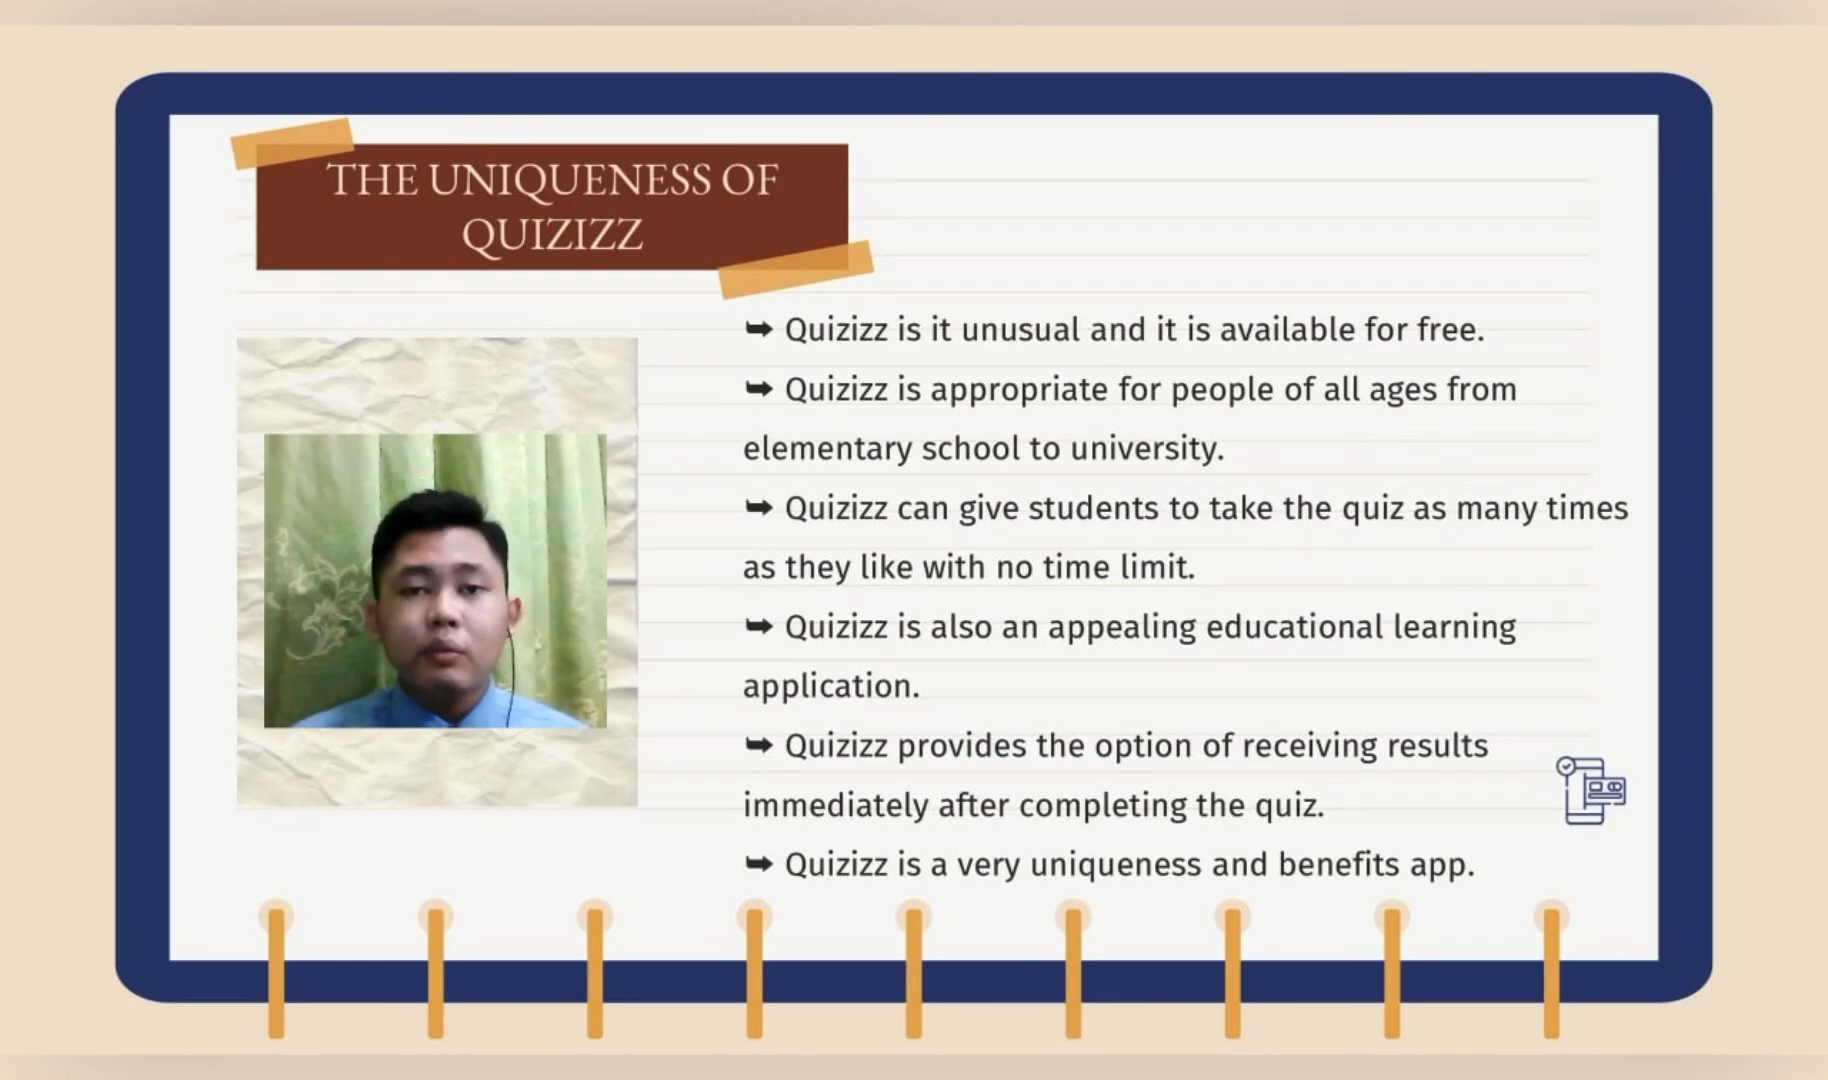 THE UNIQUENESS OF
QUIZIZZ
➥ Quizizz is it unusual and it is available for free.
➥ Quizizz is appropriate for people of all ages from
elementary school to university.
➥ Quizizz can give students to take the quiz as many times
as they like with no time limit.
➥ Quizizz is also an appealing educational learning
application.
➥ Quizizz provides the option of receiving results
immediately after completing the quiz.
➥ Quizizz is a very uniqueness and benefits app.